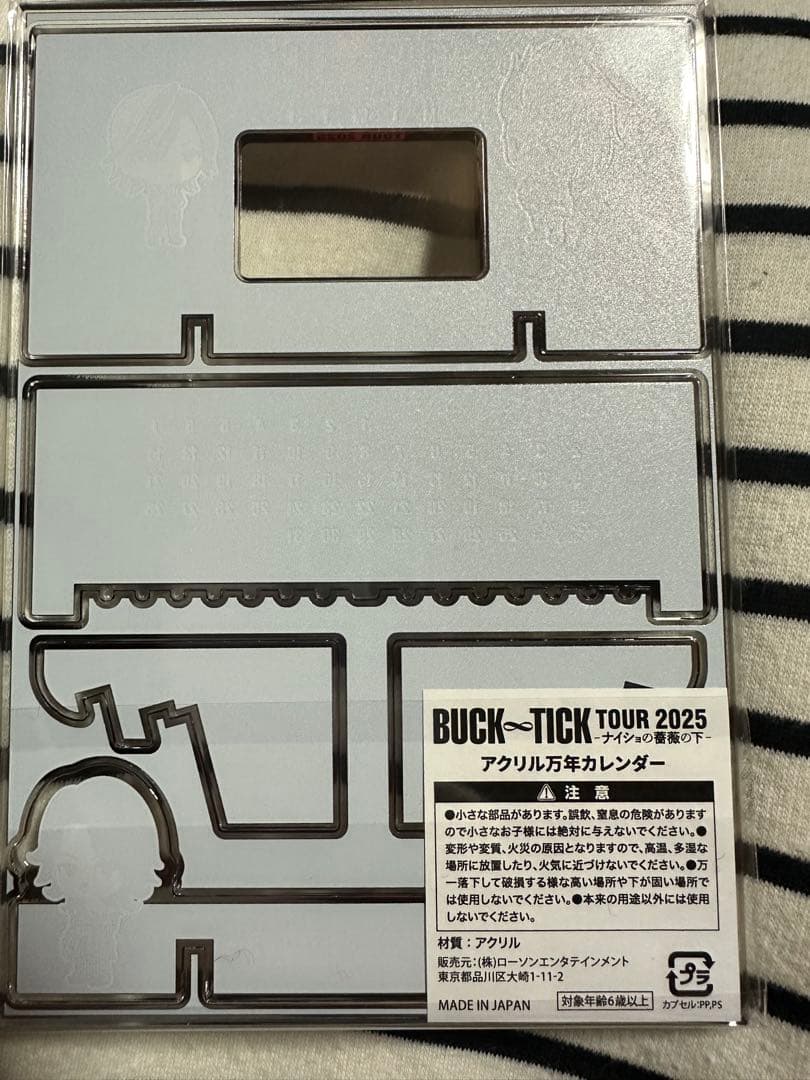 BUCK∞TICK TOUR 2025
-ナイショの薔薇の下-
アクリル万年カレンダー
注 意
●小さな部品があります。誤飲、窒息の危険があります
ので小さなお子様には絶対に与えないでください。●
変形や変質、火災の原因となりますので、高温、多湿な
場所に放置したり、火気に近づけないでください。●万
一落下して破損する様な高い場所や下が固い場所で
は使用しないでください。●本来の用途以外には使用
しないでください。
材質：アクリル
販売元：(株)ローソンエンタテインメント
東京都品川区大崎1-11-2
MADE IN JAPAN
対象年齢6歳以上
プラ
カプセル:PP,PS